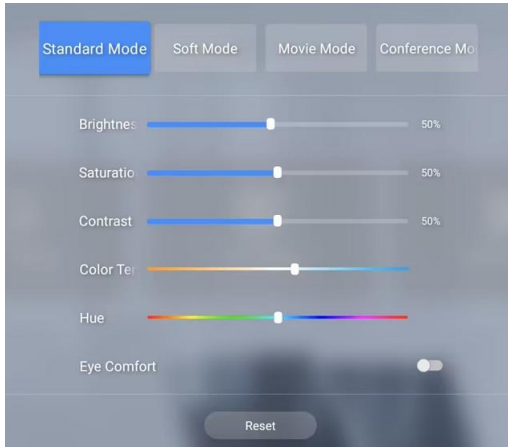 Standard Mode Soft Mode Movie Mode Conference Mo
Brightnes 50%
Saturatio 50%
Contrast 50%
Color Ter
Hue
Eye Comfort
Reset